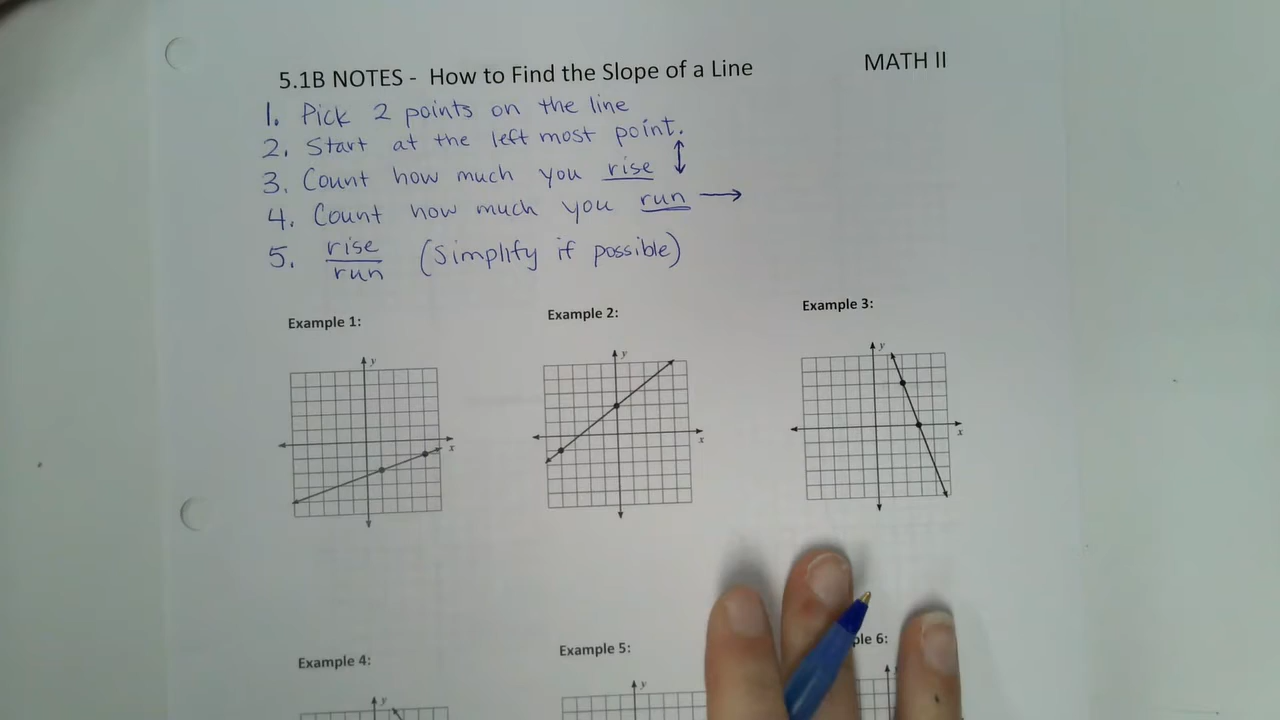 5.1B NOTES - How to Find the Slope of a Line MATH II
1. Pick 2 points on the line
2. Start at the left most point.
3. Count how much you rise ↕
4. Count how much you run →
5. rise
run (Simplify if possible)
Example 1: Example 2: Example 3:
y y y
x x x
Example 4: Example 5: ple 6:
y y